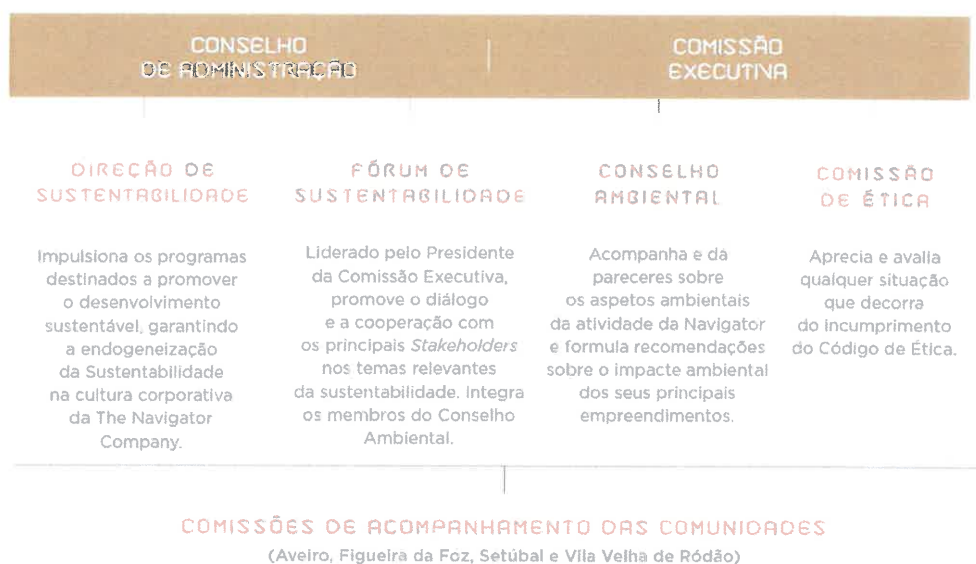 CONSELHO
DE ADMINISTRAÇÃO
COMISSÃO
EXECUTIVA
DIREÇÃO DE
SUSTENTABILIDADE
Impulsiona os programas
destinados a promover
o desenvolvimento
sustentável, garantindo
a endogeneização
da Sustentabilidade
na cultura corporativa
da The Navigator
Company.
FÓRUM DE
SUSTENTABILIDADE
Liderado pelo Presidente
da Comissão Executiva,
promove o diálogo
e a cooperação com
os principais Stakeholders
nos temas relevantes
da sustentabilidade. Integra
os membros do Conselho
Ambiental.
CONSELHO
AMBIENTAL
Acompanha e da
pareceres sobre
os aspetos ambientais
da atividade da Navigator
e formula recomendações
sobre o impacte ambiental
dos seus principais
empreendimentos.
COMISSÃO
DE ÉTICA
Aprecia e avalia
qualquer situação
que decorra
do incumprimento
do Código de Ética.
COMISSÕES DE ACOMPANHAMENTO DAS COMUNIDADES
(Aveiro, Figueira da Foz, Setúbal e Vila Velha de Ródão)